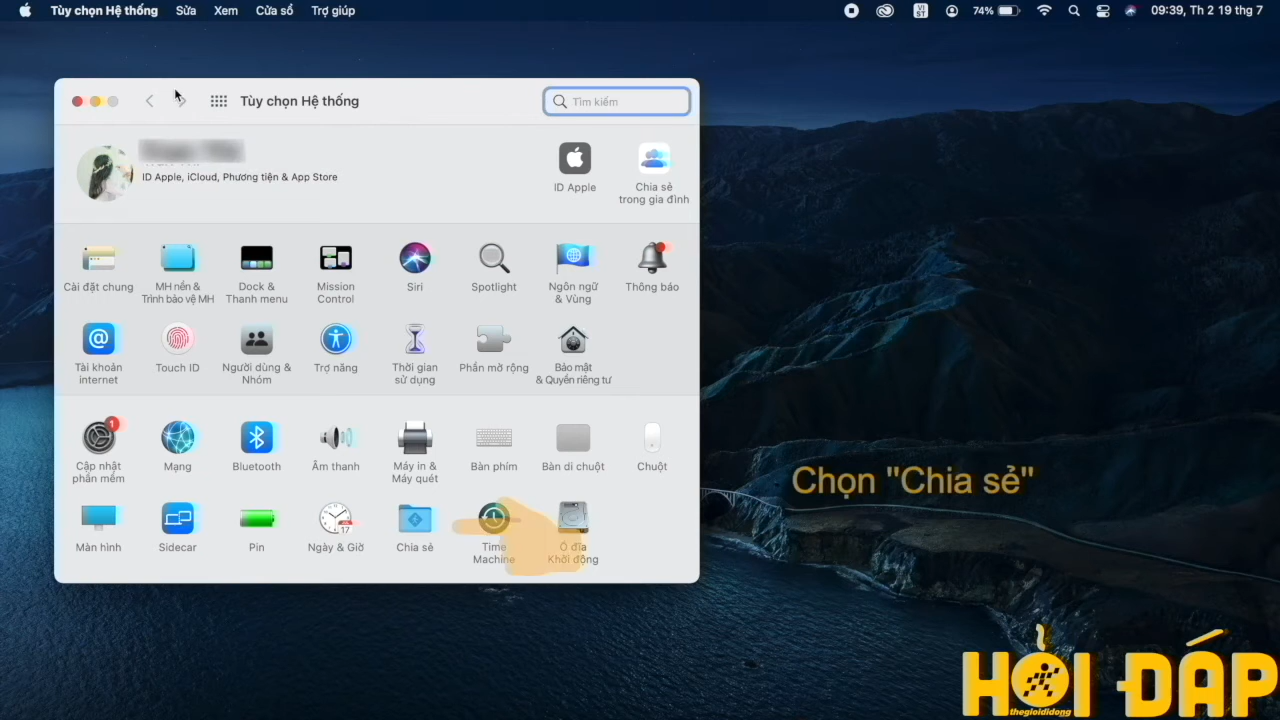 Tùy chọn Hệ thống Sửa Xem Cửa sổ Trợ giúp
VI
ST
74%
09:39, Th 2 19 thg 7
Tùy chọn Hệ thống
Tìm kiếm
ID Apple, iCloud, Phương tiện & App Store
ID Apple
Chia sẻ
trong gia đình
Cài đặt chung
MH nền &
Trình bảo vệ MH
Dock &
Thanh menu
Mission
Control
Siri
Spotlight
Ngôn ngữ
& Vùng
Thông báo
Tài khoản
internet
Touch ID
Người dùng &
Nhóm
Trợ năng
Thời gian
sử dụng
Phần mở rộng
Bảo mật
& Quyền riêng tư
1
Cập nhật
phần mềm
Mạng
Bluetooth
Âm thanh
Máy in &
Máy quét
Bàn phím
Bàn di chuột
Chuột
Màn hình
Sidecar
Pin
17
Ngày & Giờ
Chia sẻ
Time
Machine
Ổ đĩa
Khởi động
Chọn "Chia sẻ"
HỎI ĐÁP
thegioididong